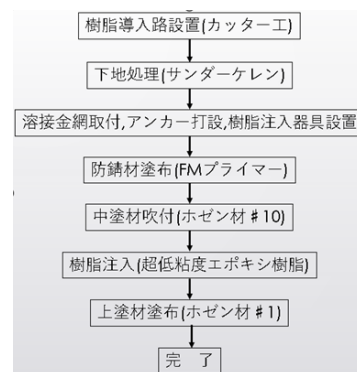 樹脂導入路設置(カッター工)
下地処理(サンダーケレン)
溶接金網取付,アンカー打設,樹脂注入器具設置
防錆材塗布(FMプライマー)
中塗材吹付(ホゼン材＃10)
樹脂注入(超低粘度エポキシ樹脂)
上塗材塗布(ホゼン材＃1)
完　了